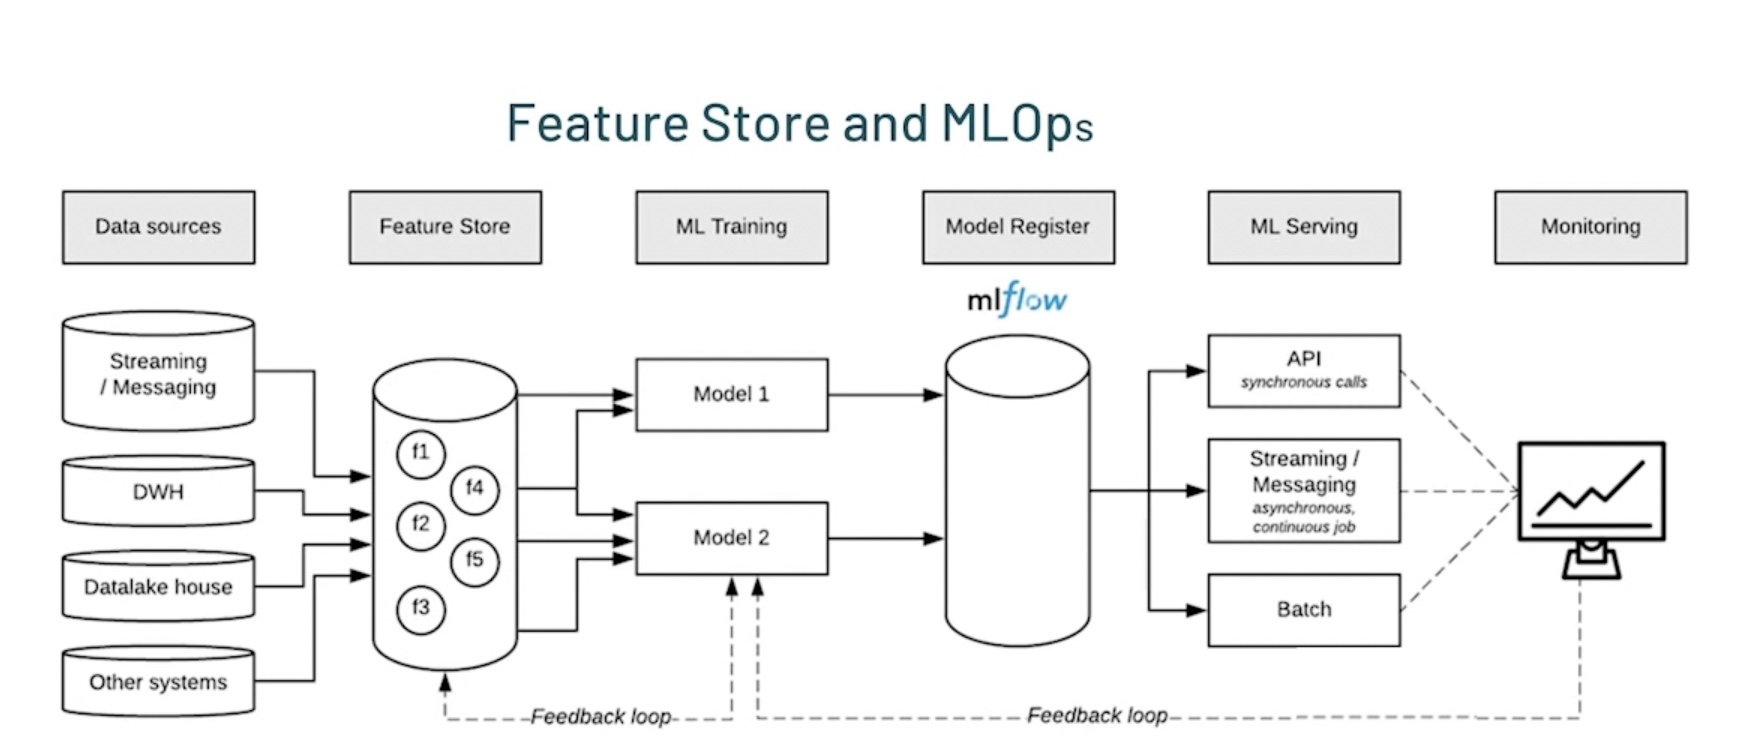 Feature Store and MLOps
Data sources
Feature Store
ML Training
Model Register
ML Serving
Monitoring
mlflow
Streaming
/ Messaging
DWH
Datalake house
Other systems
f1
f4
f2
f5
f3
Model 1
Model 2
API
synchronous calls
Streaming /
Messaging
asynchronous,
continuous job
Batch
Feedback loop
Feedback loop